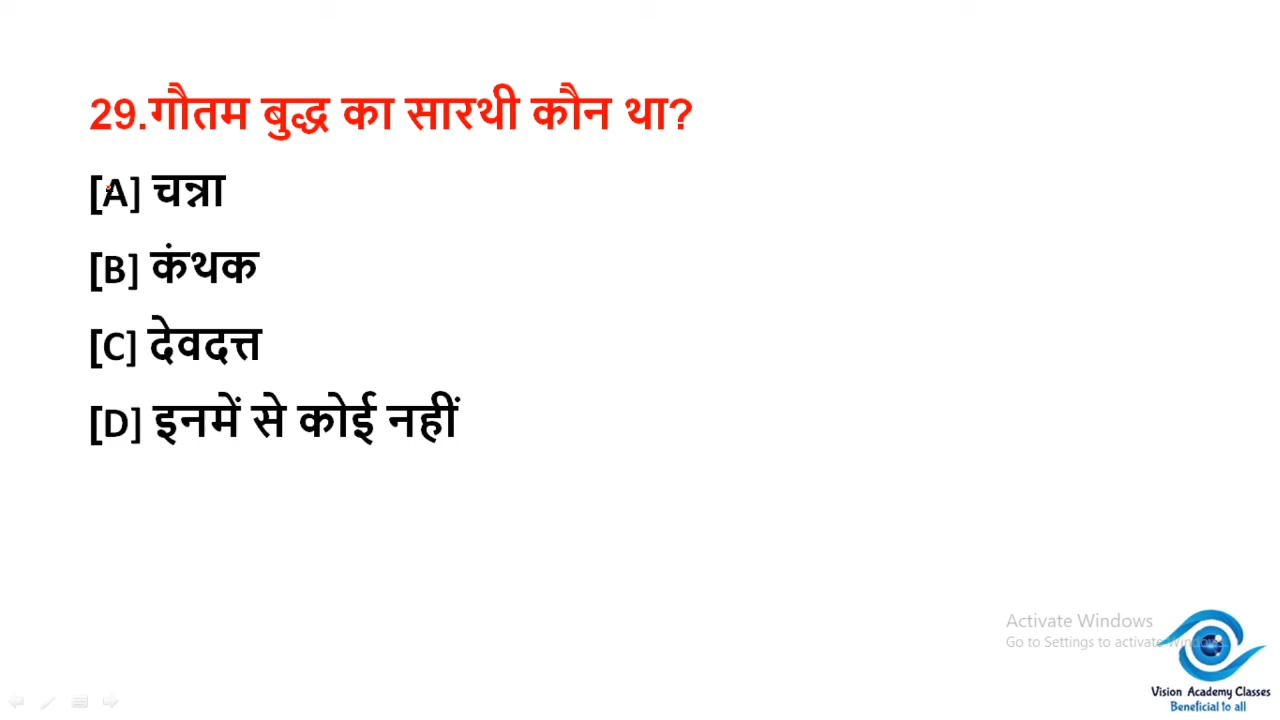 29.गौतम बुद्ध का सारथी कौन था?
[A] चन्ना
[B] कंथक
[C] देवदत्त
[D] इनमें से कोई नहीं
Activate Windows
Go to Settings to activate Windows.
Vision Academy Classes
Beneficial to all